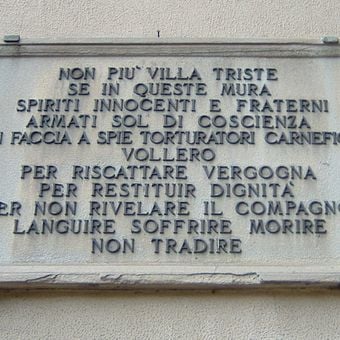 NON PIU' VILLA TRISTE
SE IN QUESTE MURA
SPIRITI INNOCENTI E FRATERNI
ARMATI SOL' DI COSCIENZA
N FACCIA A SPIE TORTURATORI CARNEFIC
VOLLERO
PER RISCATTARE VERGOGNA
PER RESTITUIR DIGNITÀ
ER NON RIVELARE IL COMPAGNO
LANGUIRE SOFFRIRE MORIRE
NON TRADIRE